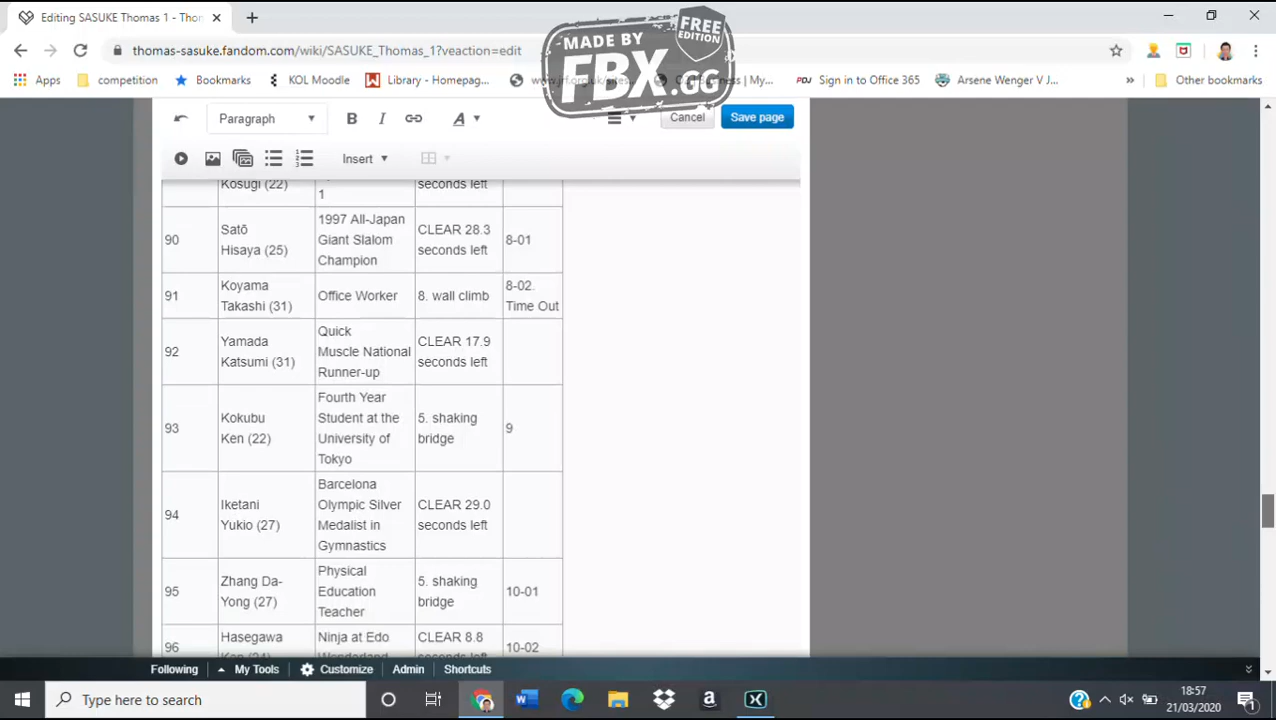 Editing SASUKE Thomas 1 - Thor
thomas-sasuke.fandom.com/wiki/SASUKE_Thomas_1?veaction=edit
MADE BY
FBX.GG
FREE
EDITION
Apps
competition
Bookmarks
KOL Moodle
Library - Homepag...
PDJ Sign in to Office 365
Arsene Wenger V J...
Other bookmarks
Paragraph
B
I
A
Cancel
Save page
Insert
Kosugi (22)
1
seconds left
90
Satō
Hisaya (25)
1997 All-Japan
Giant Slalom
Champion
CLEAR 28.3
seconds left
8-01
91
Koyama
Takashi (31)
Office Worker
8. wall climb
8-02.
Time Out
92
Yamada
Katsumi (31)
Quick
Muscle National
Runner-up
CLEAR 17.9
seconds left
93
Kokubu
Ken (22)
Fourth Year
Student at the
University of
Tokyo
5. shaking
bridge
9
94
Iketani
Yukio (27)
Barcelona
Olympic Silver
Medalist in
Gymnastics
CLEAR 29.0
seconds left
95
Zhang Da-
Yong (27)
Physical
Education
Teacher
5. shaking
bridge
10-01
96
Hasegawa
Ninja at Edo
CLEAR 8.8
10-02
Following
My Tools
Customize
Admin
Shortcuts
Type here to search
18:57
21/03/2020